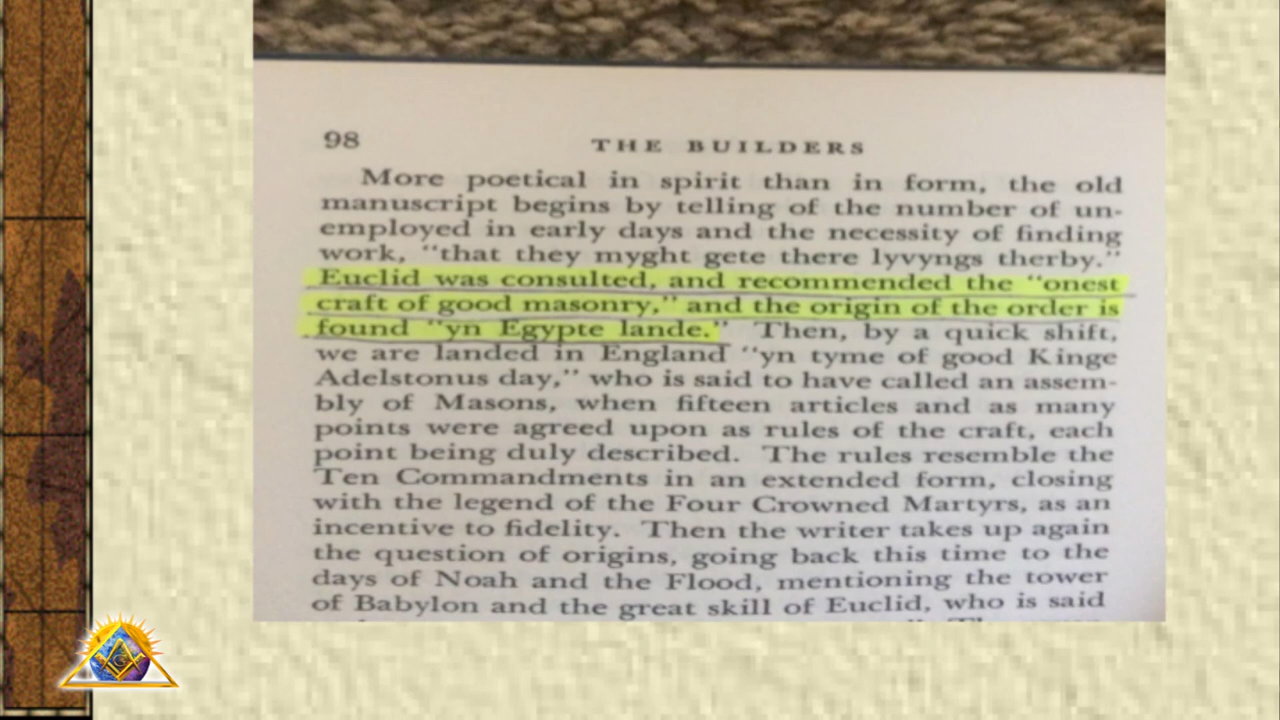 98 THE BUILDERS
More poetical in spirit than in form, the old
manuscript begins by telling of the number of un-
employed in early days and the necessity of finding
work, "that they myght gete there lyvyngs therby."
Euclid was consulted, and recommended the "onest
craft of good masonry," and the origin of the order is
found "yn Egypte lande." Then, by a quick shift,
we are landed in England "yn tyme of good Kinge
Adelstonus day," who is said to have called an assem-
bly of Masons, when fifteen articles and as many
points were agreed upon as rules of the craft, each
point being duly described. The rules resemble the
Ten Commandments in an extended form, closing
with the legend of the Four Crowned Martyrs, as an
incentive to fidelity. Then the writer takes up again
the question of origins, going back this time to the
days of Noah and the Flood, mentioning the tower
of Babylon and the great skill of Euclid, who is said
G